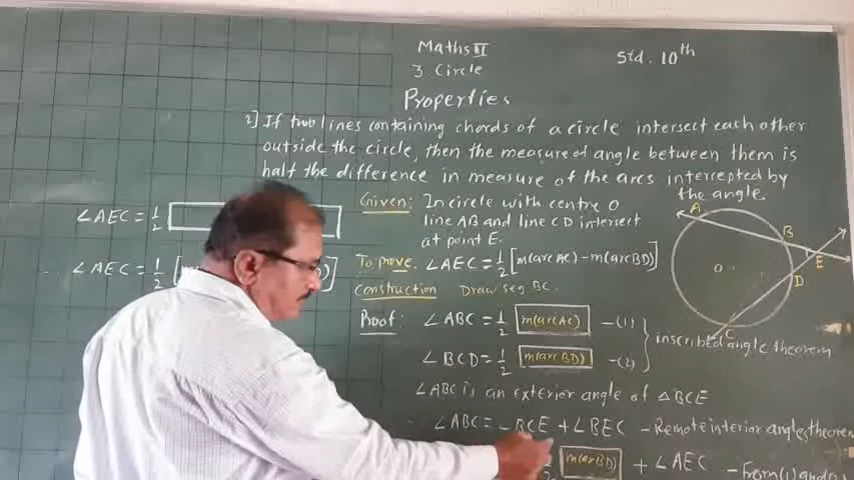 Maths II
Std. 10th
3 Circle
Properties
2] If two lines containing chords of a circle intersect each other
outside the circle, then the measure of angle between them is
half the difference in measure of the arcs intercepted by
the angle.
Given: In circle with centre O
line AB and line CD intersect
at point E.
To prove. ∠AEC = 1/2 [m(arc AC) - m(arc BD)]
Construction Draw seg. BC.
Proof: ∠ABC = 1/2 m(arc AC) - (1)
∠BCD = 1/2 m(arc BD) - (2)
inscribed angle theorem
∠ABC is an exterior angle of △BCE
∠ABC = BCE + ∠BEC - Remote interior angles theorem
m(arc BD) + ∠AEC - From (1) and
∠AEC = 1/2
∠AEC = 1/2 [
A
B
E
D
C
O